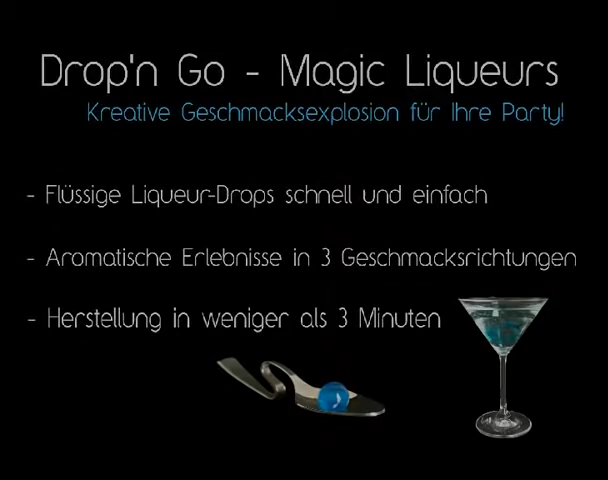 Drop'n Go - Magic Liqueurs
Kreative Geschmacksexplosion für Ihre Party!
- Flüssige Liqueur-Drops schnell und einfach
- Aromatische Erlebnisse in 3 Geschmacksrichtungen
- Herstellung in weniger als 3 Minuten